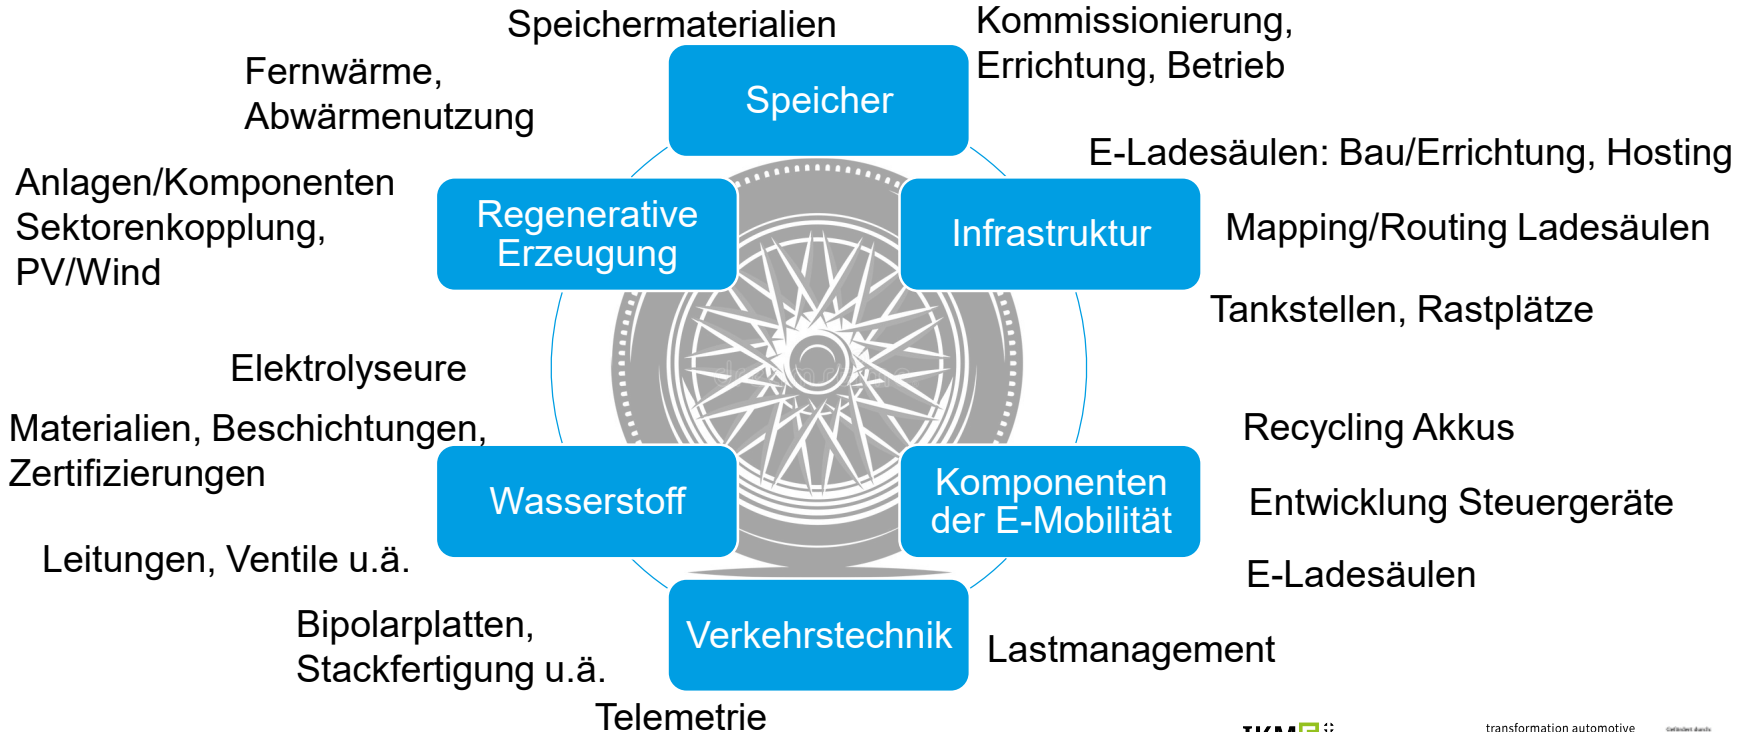 Speichermaterialien
Kommissionierung,
Errichtung, Betrieb
Fernwärme,
Abwärmenutzung
Speicher
E-Ladesäulen: Bau/Errichtung, Hosting
Anlagen/Komponenten
Sektorenkopplung,
PV/Wind
Regenerative
Erzeugung
Infrastruktur
Mapping/Routing Ladesäulen
Tankstellen, Rastplätze
Elektrolyseure
Materialien, Beschichtungen,
Zertifizierungen
Wasserstoff
Komponenten
der E-Mobilität
Recycling Akkus
Entwicklung Steuergeräte
Leitungen, Ventile u.ä.
E-Ladesäulen
Bipolarplatten,
Stackfertigung u.ä.
Verkehrstechnik
Lastmanagement
Telemetrie
transformation automotive
Gefördert durch: